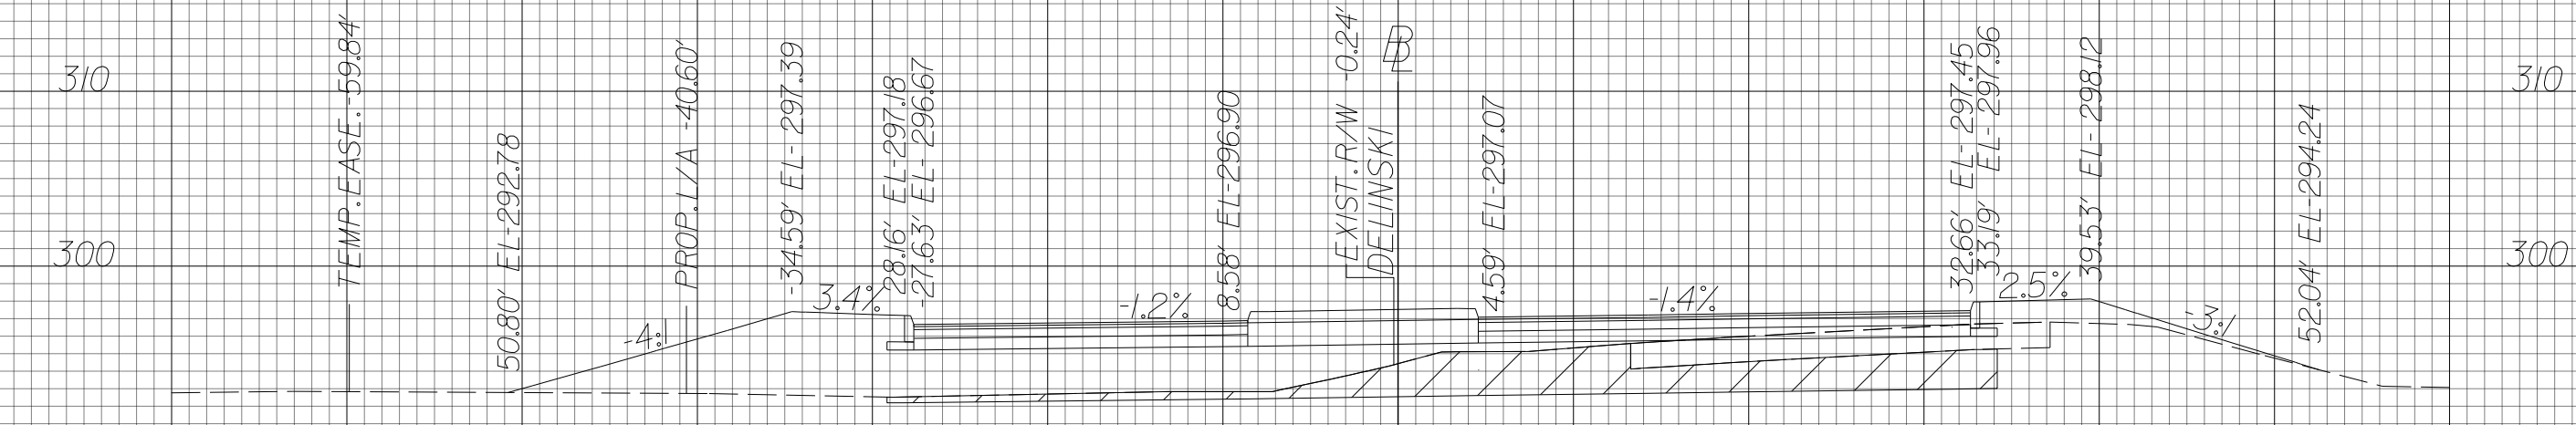 310
300
TEMP.EASE.-59.84'
50.80' EL-292.78
-4:1
PROP.L/A -40.60'
-34.59' EL- 297.39
3.4%
28.16' EL-297.18
-27.63' EL- 296.67
-1.2%
8.58' EL-296.90
EXIST.R/W -0.24'
DELINSKI
BL
4.59' EL-297.07
-1.4%
32.66' EL- 297.45
33.19' EL- 297.96
2.5%
39.53' EL- 298.12
-3:1
52.04' EL-294.24
310
300